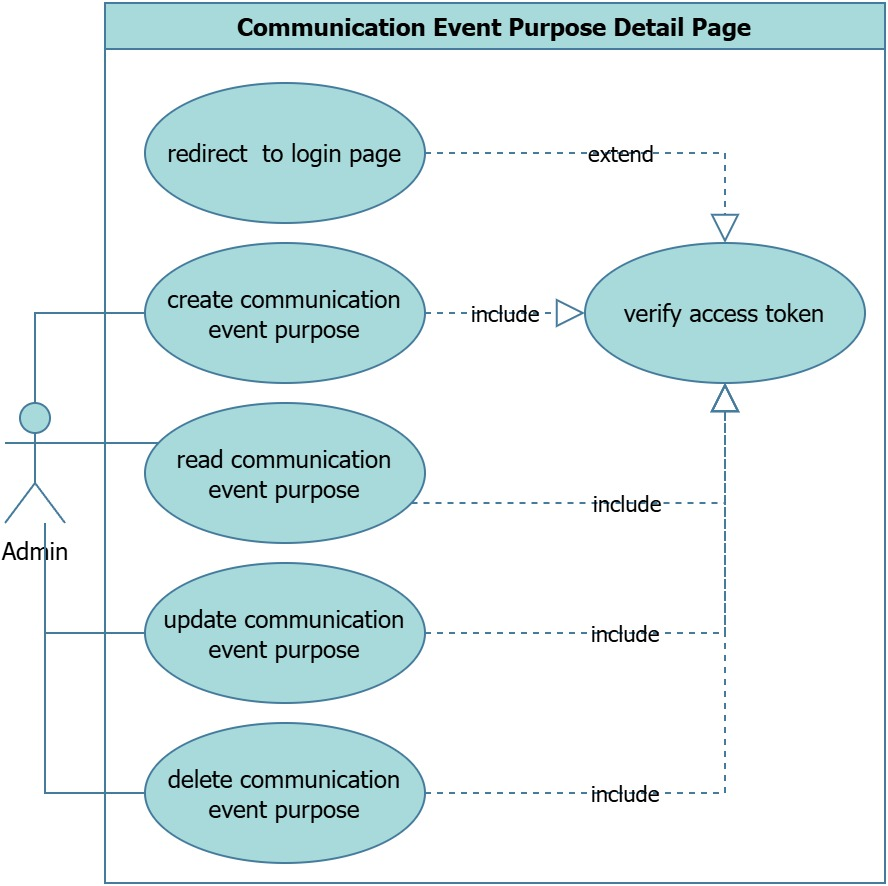 Communication Event Purpose Detail Page
redirect  to login page
extend
create communication
event purpose
include
verify access token
read communication
event purpose
include
Admin
update communication
event purpose
include
delete communication
event purpose
include